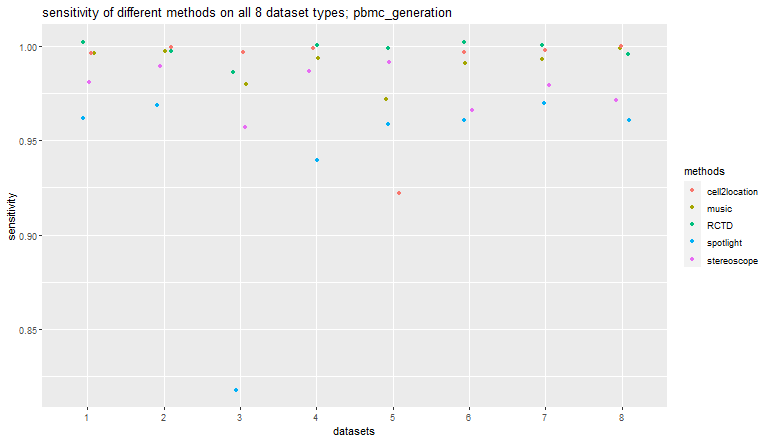 sensitivity of different methods on all 8 dataset types; pbmc_generation
1.00
0.95
0.90
0.85
sensitivity
1 2 3 4 5 6 7 8
datasets
methods
cell2location
music
RCTD
spotlight
stereoscope